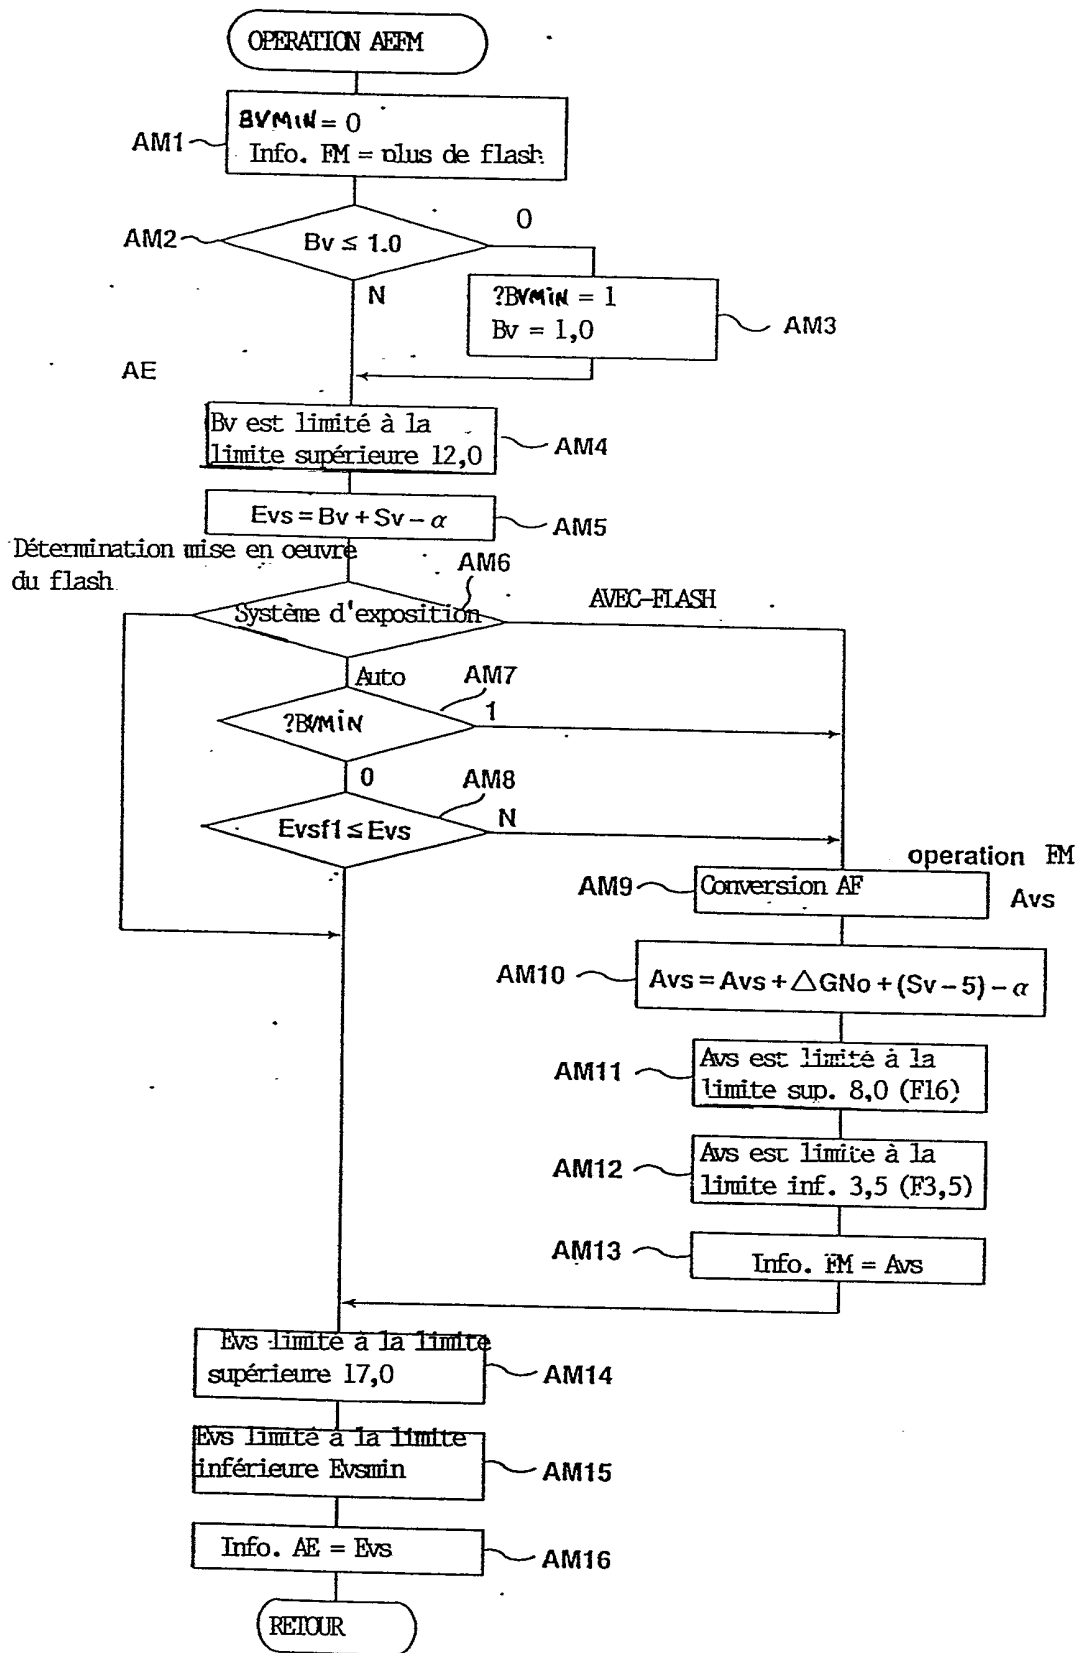 OPERATION AEFM
BVMIN = 0
Info. FM = plus de flash
AM1
AM2
Bv ≤ 1.0
O
N
?BVMIN = 1
Bv = 1,0
AM3
AE
Bv est limité à la
limite supérieure 12,0
AM4
Evs = Bv + Sv – α
AM5
Détermination mise en oeuvre
du flash
AM6
Système d'exposition
AVEC-FLASH
Auto
AM7
?BVMIN
1
0
AM8
Evsf1 ≤ Evs
N
operation FM
AM9
Conversion AF
Avs
AM10
Avs = Avs + △GNo + (Sv – 5) – α
AM11
Avs est limité à la
limite sup. 8,0 (F16)
AM12
Avs est limité à la
limite inf. 3,5 (F3,5)
AM13
Info. FM = Avs
Evs limité à la limite
supérieure 17,0
AM14
Evs limité à la limite
inférieure Evsmin
AM15
Info. AE = Evs
AM16
RETOUR